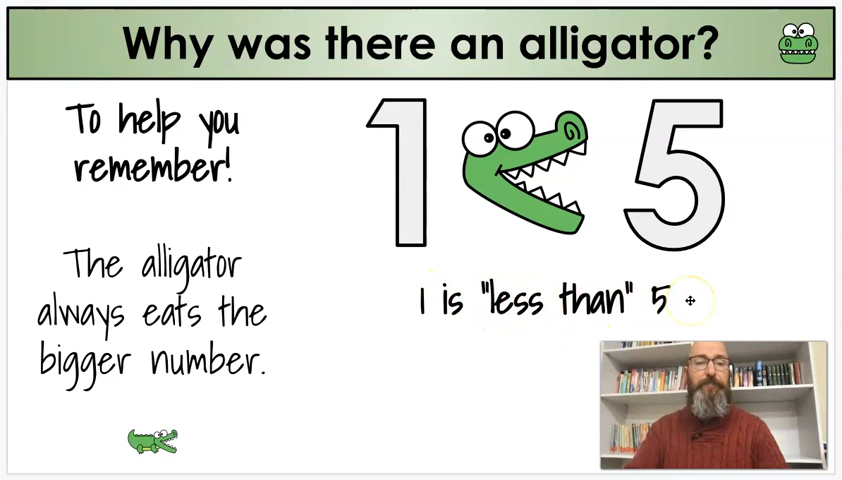 Why was there an alligator?
To help you
remember!
1 5
The alligator
always eats the
bigger number.
1 is "less than" 5